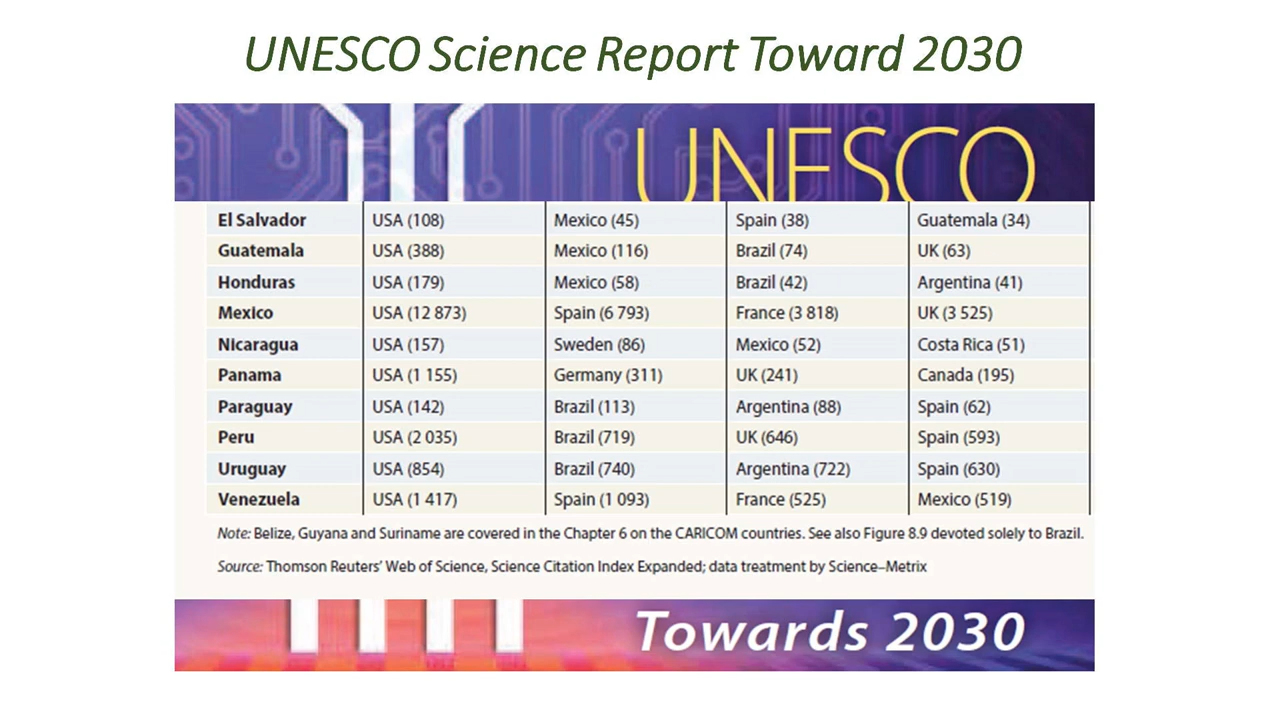 UNESCO Science Report Toward 2030
UNESCO
El Salvador USA (108) Mexico (45) Spain (38) Guatemala (34)
Guatemala USA (388) Mexico (116) Brazil (74) UK (63)
Honduras USA (179) Mexico (58) Brazil (42) Argentina (41)
Mexico USA (12 873) Spain (6 793) France (3 818) UK (3 525)
Nicaragua USA (157) Sweden (86) Mexico (52) Costa Rica (51)
Panama USA (1 155) Germany (311) UK (241) Canada (195)
Paraguay USA (142) Brazil (113) Argentina (88) Spain (62)
Peru USA (2 035) Brazil (719) UK (646) Spain (593)
Uruguay USA (854) Brazil (740) Argentina (722) Spain (630)
Venezuela USA (1 417) Spain (1 093) France (525) Mexico (519)
Note: Belize, Guyana and Suriname are covered in the Chapter 6 on the CARICOM countries. See also Figure 8.9 devoted solely to Brazil.
Source: Thomson Reuters’ Web of Science, Science Citation Index Expanded; data treatment by Science–Metrix
Towards 2030